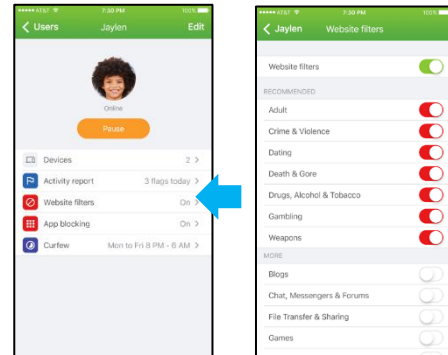 AT&T 7:30 PM 100%
Users Jaylen Edit
Online
Pause
Devices 2
Activity report 3 flags today
Website filters On
App blocking On
Curfew Mon to Fri 8 PM - 6 AM
AT&T 7:30 PM 100%
Jaylen Website filters
Website filters
RECOMMENDED
Adult
Crime & Violence
Dating
Death & Gore
Drugs, Alcohol & Tobacco
Gambling
Weapons
MORE
Blogs
Chat, Messengers & Forums
File Transfer & Sharing
Games